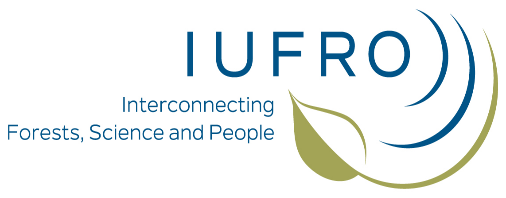 IUFRO
Interconnecting
Forests, Science and People